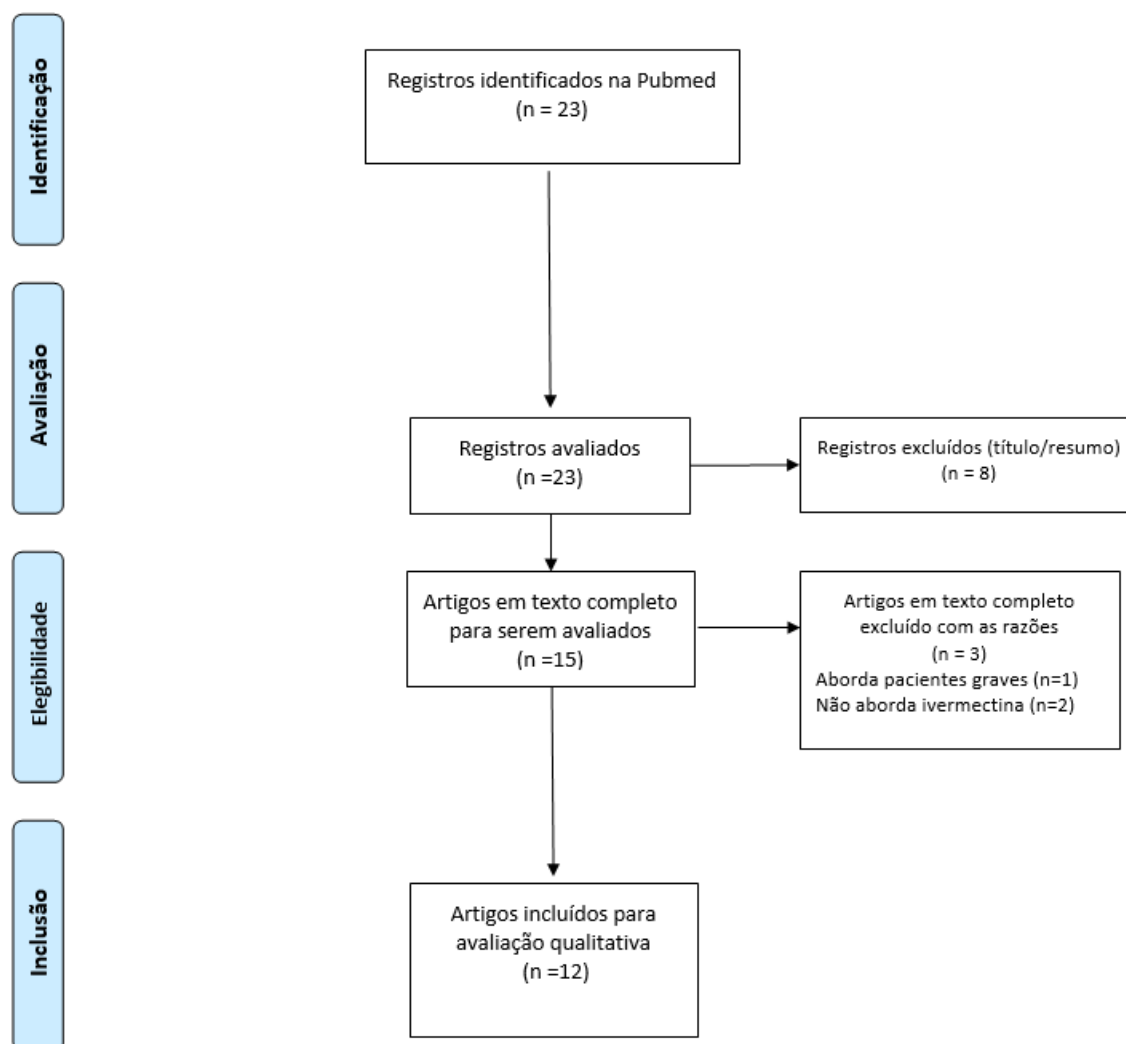 Identificação
Registros identificados na Pubmed
(n = 23)
Avaliação
Registros avaliados
(n =23)
Registros excluídos (título/resumo)
(n = 8)
Elegibilidade
Artigos em texto completo
para serem avaliados
(n =15)
Artigos em texto completo
excluído com as razões
(n = 3)
Aborda pacientes graves (n=1)
Não aborda ivermectina (n=2)
Inclusão
Artigos incluídos para
avaliação qualitativa
(n =12)